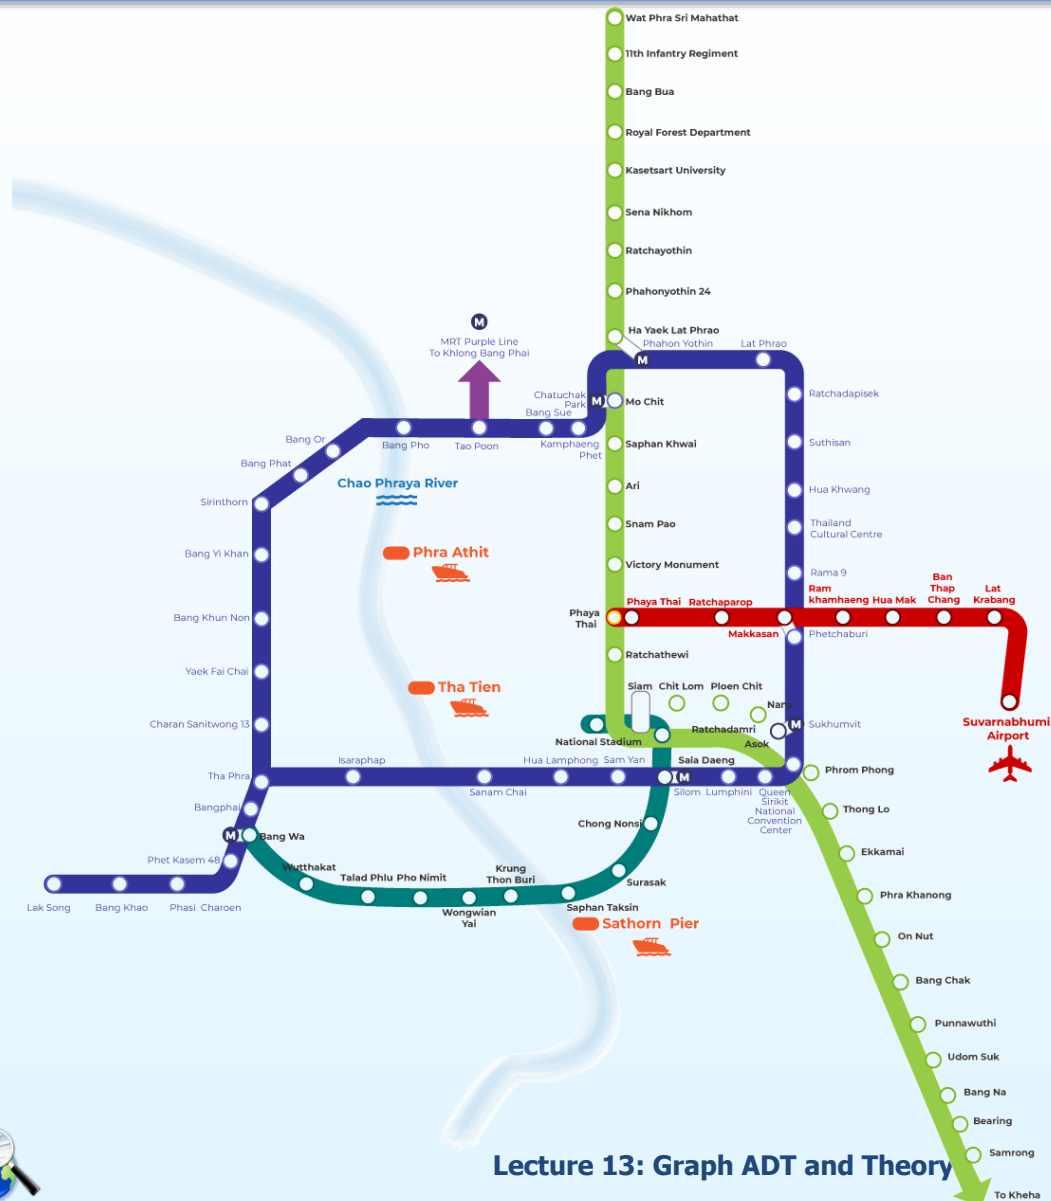 Wat Phra Sri Mahathat
11th Infantry Regiment
Bang Bua
Royal Forest Department
Kasetsart University
Sena Nikhom
Ratchayothin
Phahonyothin 24
M
MRT Purple Line
To Khlong Bang Phai
Ha Yaek Lat Phrao
Phahon Yothin
Lat Phrao
M
Chatuchak
Park
M
Mo Chit
Ratchadapisek
Bang Sue
Bang Or
Bang Pho
Tao Poon
Kamphaeng
Phet
Saphan Khwai
Suthisan
Bang Phat
Chao Phraya River
Ari
Hua Khwang
Sirinthorn
Snam Pao
Thailand
Cultural Centre
Bang Yi Khan
Phra Athit
Victory Monument
Rama 9
Phaya
Thai
Phaya Thai
Ratchaparop
Makkasan
Ram
khamhaeng
Hua Mak
Ban
Thap
Chang
Lat
Krabang
Bang Khun Non
Phetchaburi
Ratchathewi
Yaek Fai Chai
Tha Tien
Siam
Chit Lom
Ploen Chit
Nana
Suvarnabhumi
Airport
Charan Sanitwong 13
National Stadium
Ratchadamri
Asok
M
Sukhumvit
Tha Phra
Isaraphap
Sanam Chai
Hua Lamphong
Sam Yan
Sala Daeng
M
Silom
Lumphini
Queen
Sirikit
National
Convention
Center
Phrom Phong
Bangphai
Thong Lo
M
Bang Wa
Chong Nonsi
Phet Kasem 48
Ekkamai
Wutthakat
Talad Phlu
Pho Nimit
Krung
Thon Buri
Surasak
Phra Khanong
Lak Song
Bang Khao
Phasi Charoen
Wongwian
Yai
Saphan Taksin
Sathorn Pier
On Nut
Bang Chak
Punnawuthi
Udom Suk
Bang Na
Bearing
Samrong
Lecture 13: Graph ADT and Theory
To Kheha